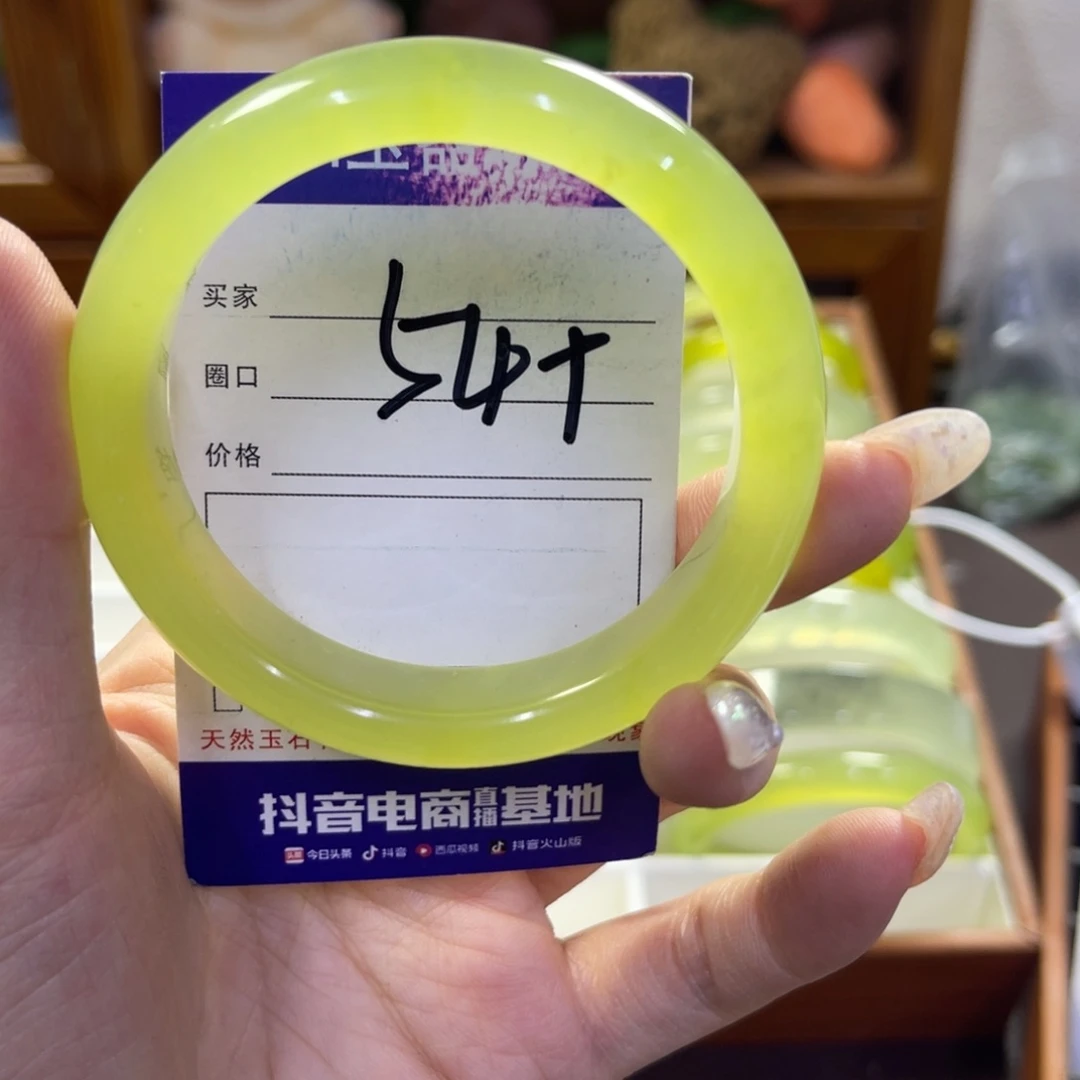 买家
圈口
价格
54+
天然玉石
抖音电商直播基地
今日头条 抖音 西瓜视频 抖音火山版